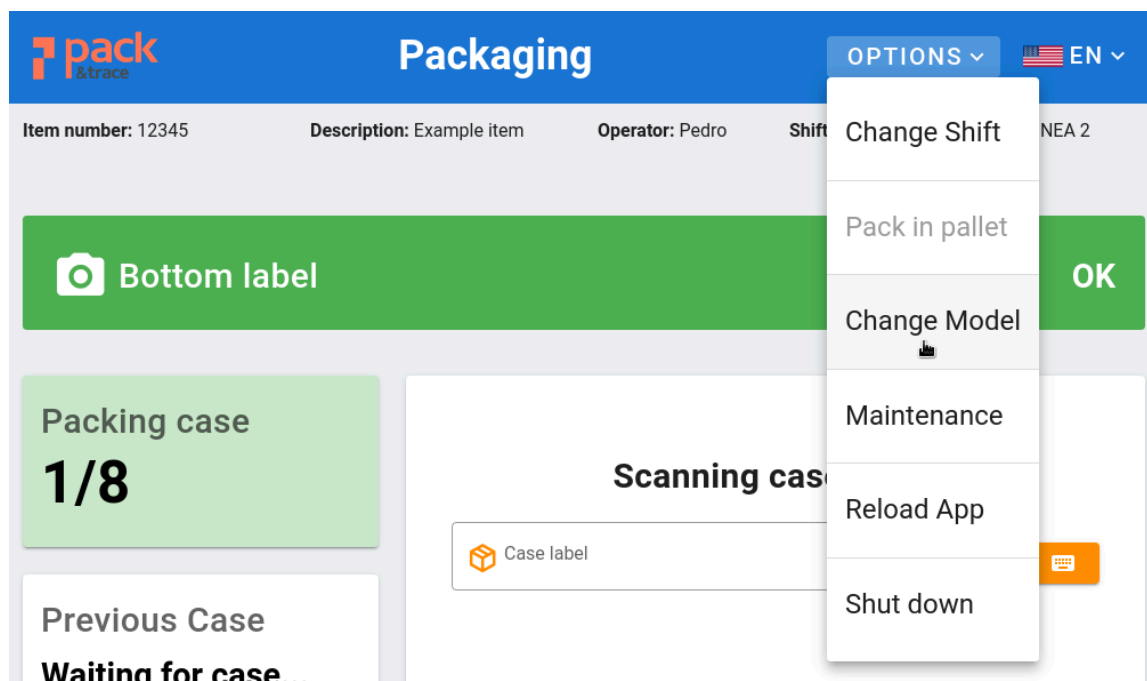 pack
&trace
Packaging
OPTIONS
EN
Item number: 12345
Description: Example item
Operator: Pedro
Shift
NEA 2
Change Shift
Pack in pallet
Change Model
Maintenance
Reload App
Shut down
Bottom label
OK
Packing case
1/8
Scanning case
Case label
Previous Case
Waiting for case...